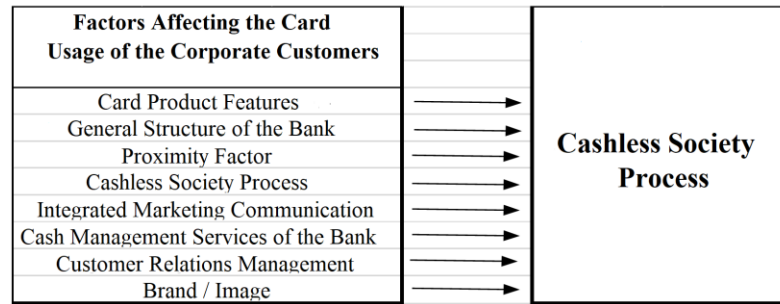 Factors Affecting the Card
Usage of the Corporate Customers
Card Product Features
General Structure of the Bank
Proximity Factor
Cashless Society Process
Integrated Marketing Communication
Cash Management Services of the Bank
Customer Relations Management
Brand / Image
Cashless Society
Process